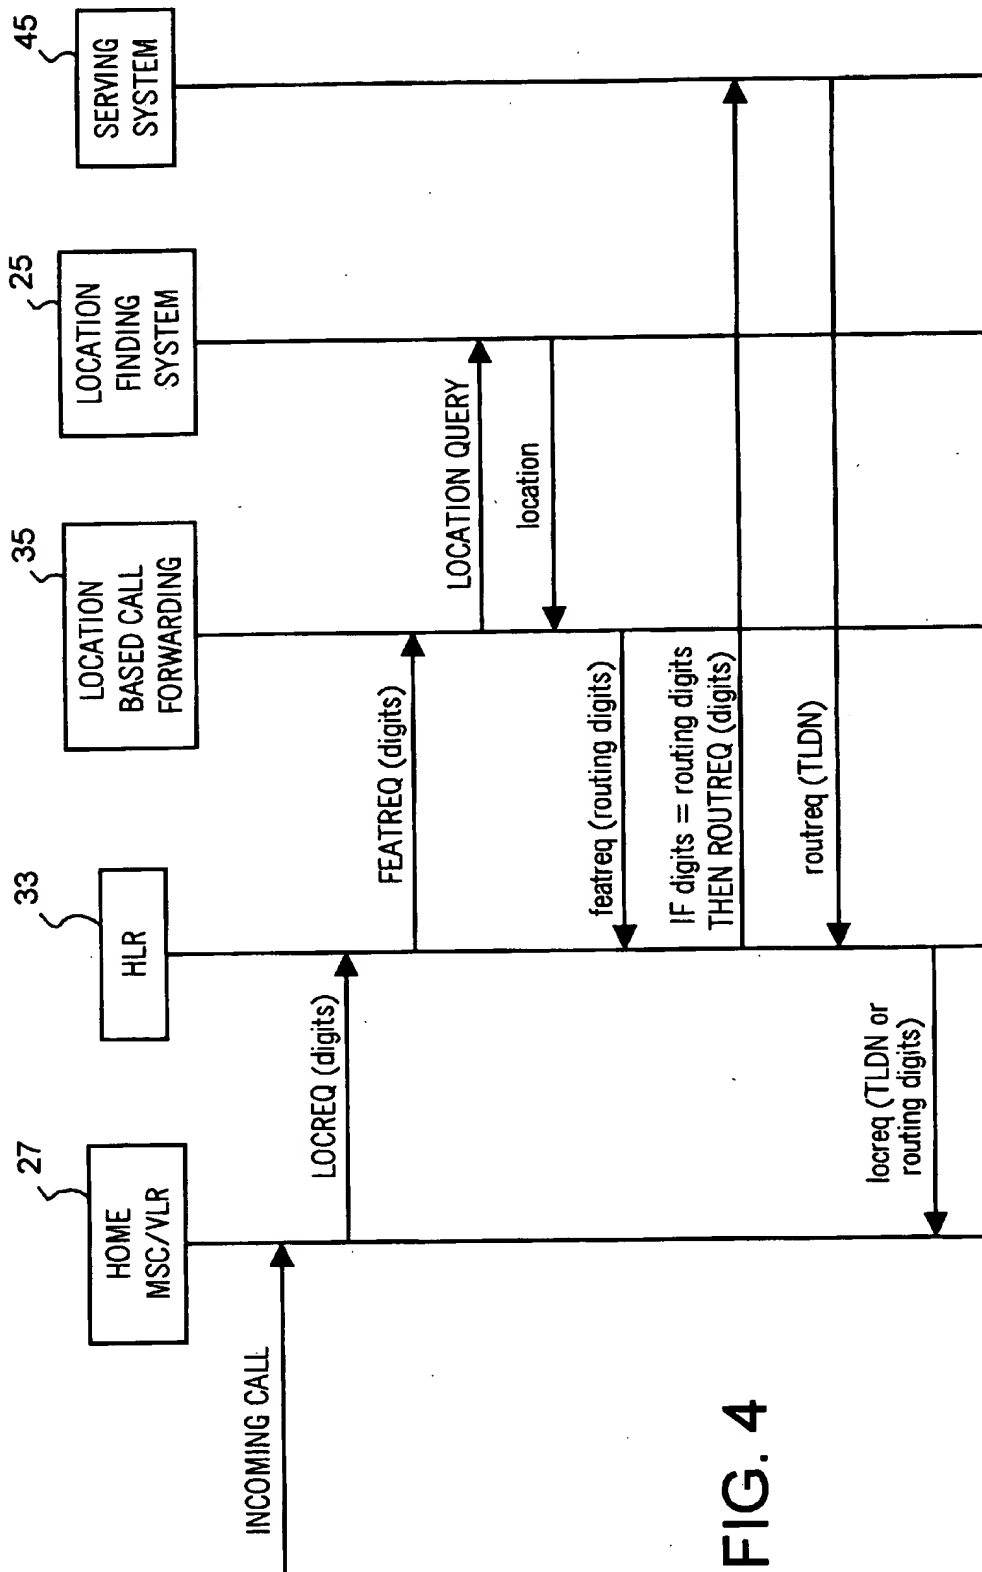 27
HOME
MSC/VLR
33
HLR
35
LOCATION
BASED CALL
FORWARDING
25
LOCATION
FINDING
SYSTEM
45
SERVING
SYSTEM
INCOMING CALL
LOCREQ (digits)
FEATREQ (digits)
LOCATION QUERY
location
featreq (routing digits)
IF digits = routing digits
THEN ROUTREQ (digits)
routreq (TLDN)
locreq (TLDN or
routing digits)
FIG. 4